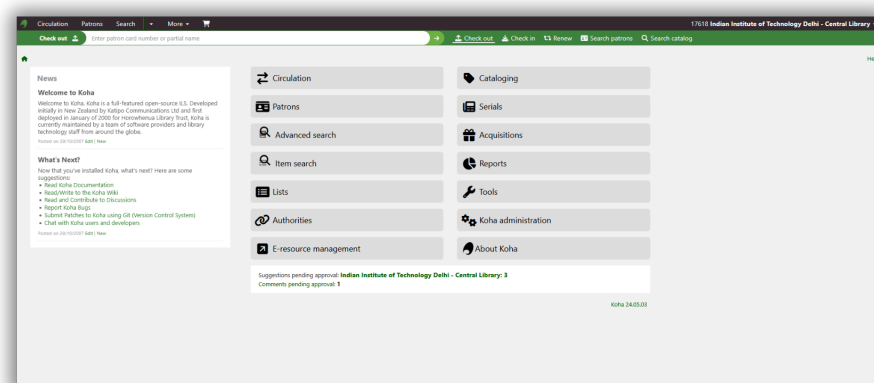 Circulation Patrons Search More
17618 Indian Institute of Technology Delhi - Central Library
Check out Enter patron card number or partial name Check out Check in Renew Search patrons Search catalog
News
Welcome to Koha
Welcome to Koha. Koha is a full-featured open-source ILS. Developed
initially in New Zealand by Katipo Communications Ltd and first
deployed in January of 2000 for Horowhenua Library Trust, Koha is
currently maintained by a team of software providers and library
technology staff from around the globe.
Edit | New
What's Next?
Now that you've installed Koha, what's next? Here are some
suggestions:
• Read Koha Documentation
• Read/Write to the Koha Wiki
• Read and Contribute to Discussions
• Report Koha Bugs
• Submit Patches to Koha using Git (Version Control System)
• Chat with Koha users and developers
Edit | New
Circulation
Patrons
Advanced search
Item search
Lists
Authorities
E-resource management
Cataloging
Serials
Acquisitions
Reports
Tools
Koha administration
About Koha
Suggestions pending approval: Indian Institute of Technology Delhi - Central Library: 3
Comments pending approval: 1
Koha 24.05.03